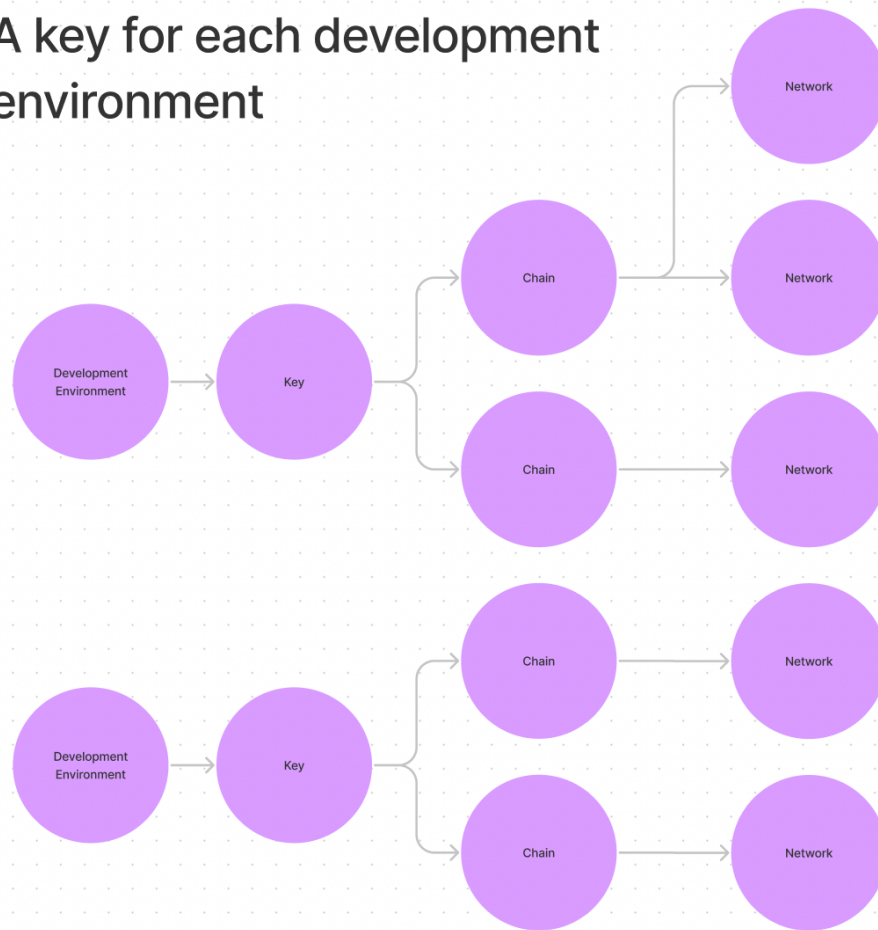 A key for each development
environment
Network
Chain
Network
Development
Environment
Key
Chain
Network
Chain
Network
Development
Environment
Key
Chain
Network